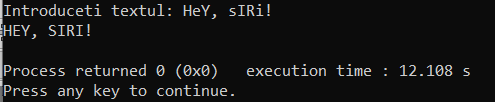 Introduceti textul: HeY, sIRi!
HEY, SIRI!
Process returned 0 (0x0)   execution time : 12.108 s
Press any key to continue.